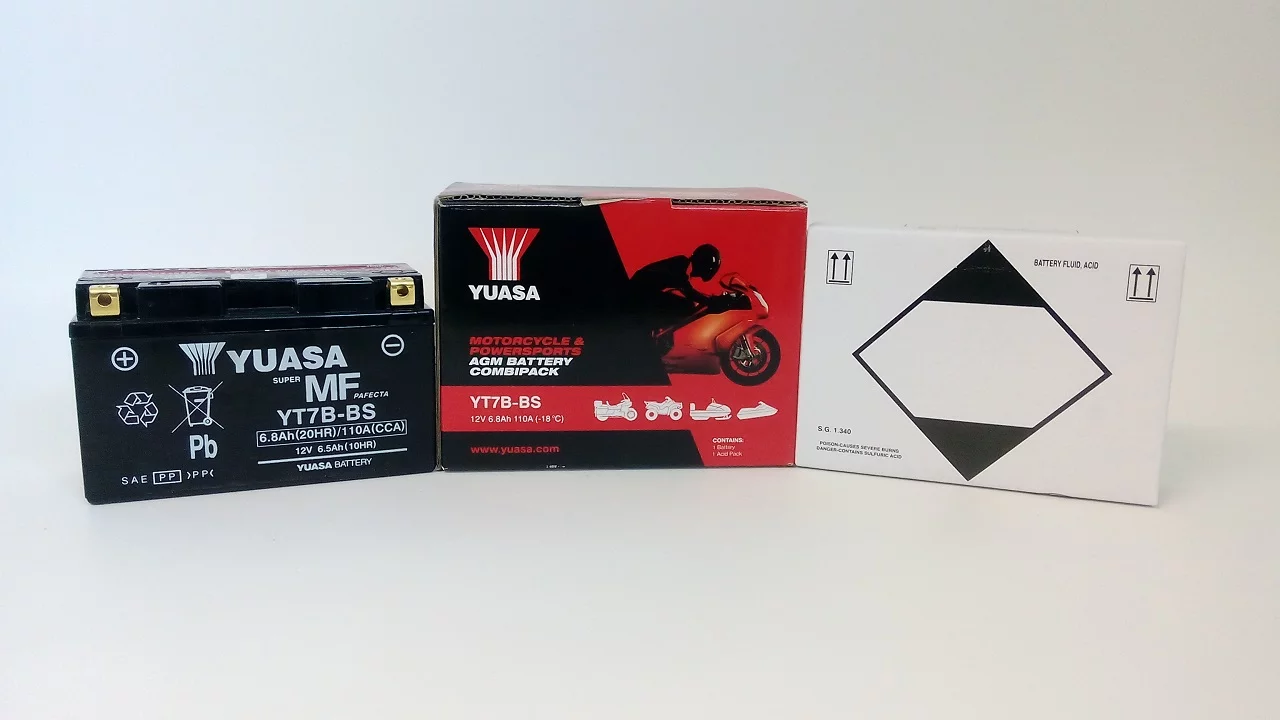 YUASA
SUPER MF
PAFECTA
YT7B-BS
6.8Ah(20HR)/110A(CCA)
12V 6.5Ah(10HR)
YUASA BATTERY
Pb
SAE PP >PP<
YUASA
MOTORCYCLE &
POWERSPORTS
AGM BATTERY
COMBIPACK
YT7B-BS
12V 6.8Ah 110A (-18 °C)
www.yuasa.com
CONTAINS:
1 Battery
1 Acid Pack
BATTERY FLUID, ACID
S.G. 1.340
POISON-CAUSES SEVERE BURNS
DANGER-CONTAINS SULFURIC ACID